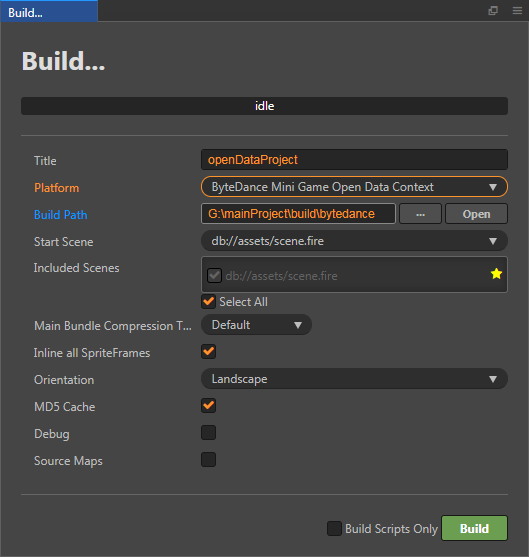 Build...
Build...
idle
Title openDataProject
Platform ByteDance Mini Game Open Data Context
Build Path G:\mainProject\build\bytedance ... Open
Start Scene db://assets/scene.fire
Included Scenes db://assets/scene.fire
Select All
Main Bundle Compression T... Default
Inline all SpriteFrames
Orientation Landscape
MD5 Cache
Debug
Source Maps
Build Scripts Only Build